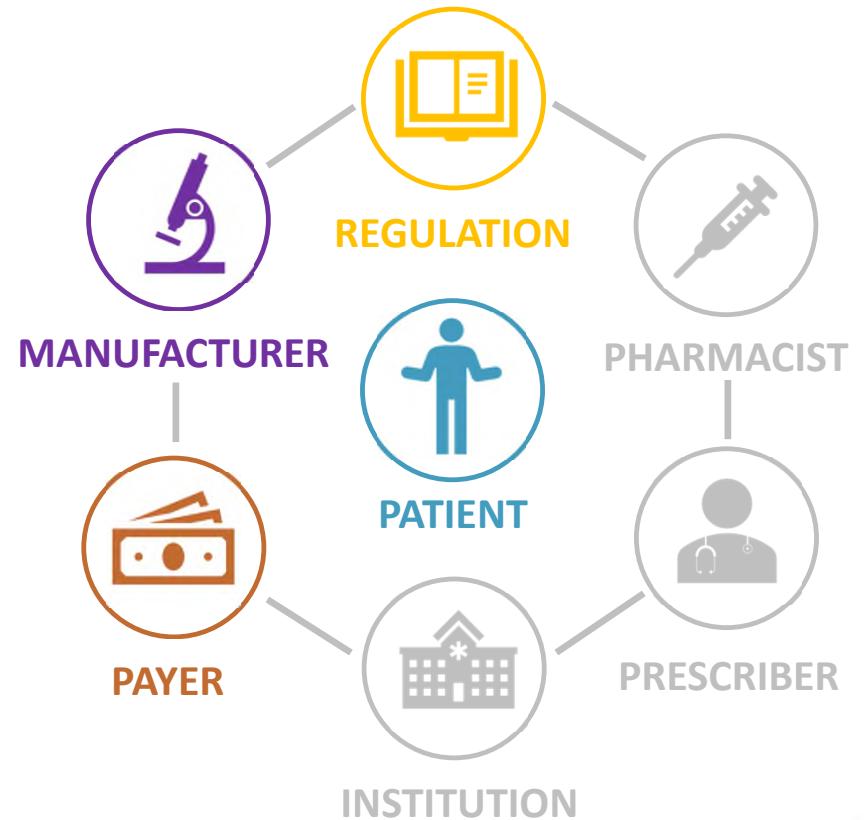 REGULATION
MANUFACTURER
PHARMACIST
PATIENT
PAYER
PRESCRIBER
INSTITUTION